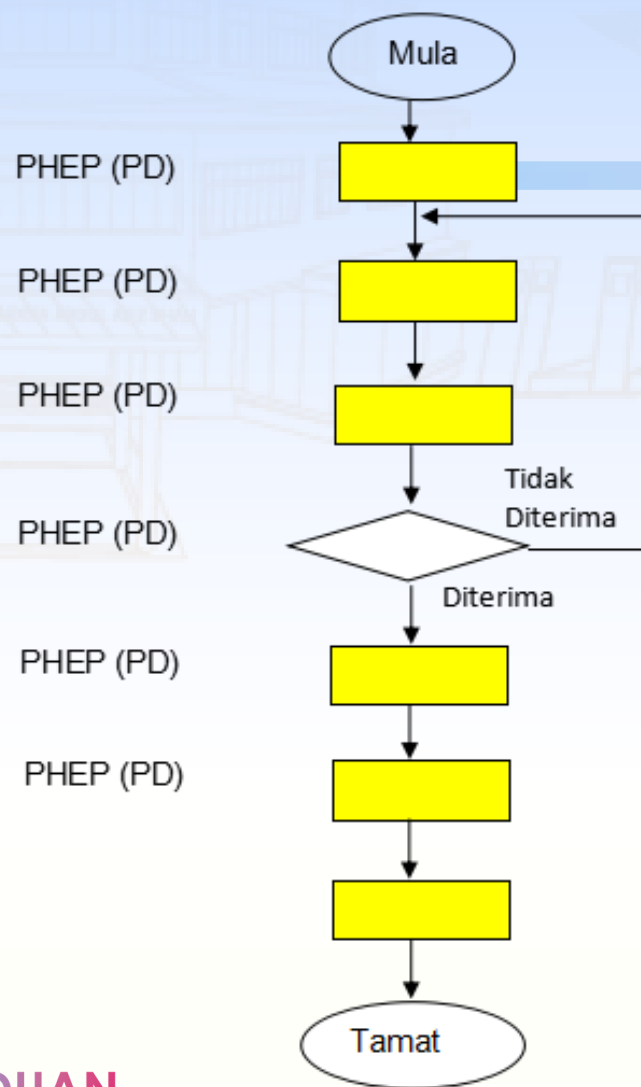 Mula
PHEP (PD)
PHEP (PD)
PHEP (PD)
Tidak
Diterima
PHEP (PD)
Diterima
PHEP (PD)
PHEP (PD)
Tamat